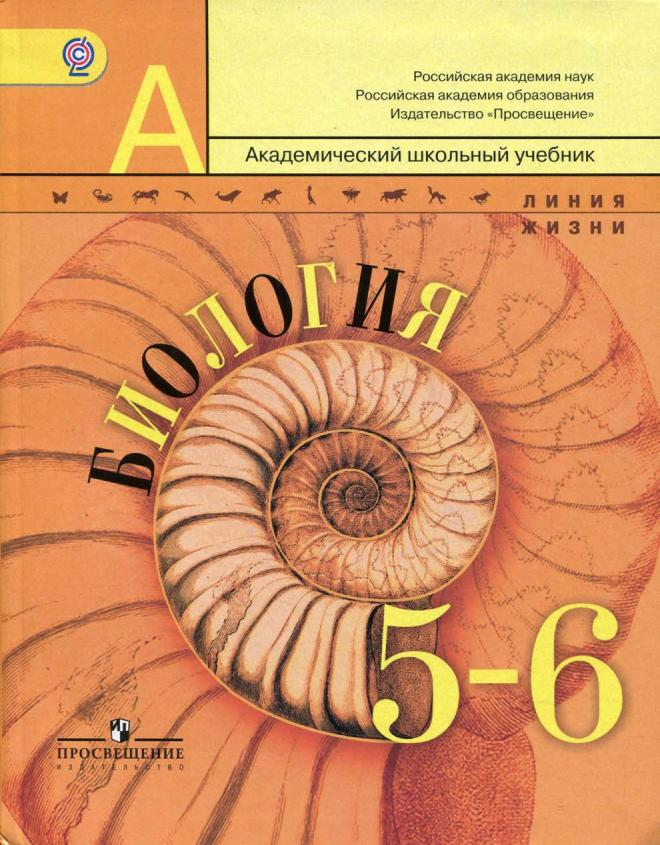 С
А
Российская академия наук
Российская академия образования
Издательство «Просвещение»
Академический школьный учебник
ЛИНИЯ
ЖИЗНИ
БИОЛОГИЯ
5-6
ПРОСВЕЩЕНИЕ
ИЗДАТЕЛЬСТВО